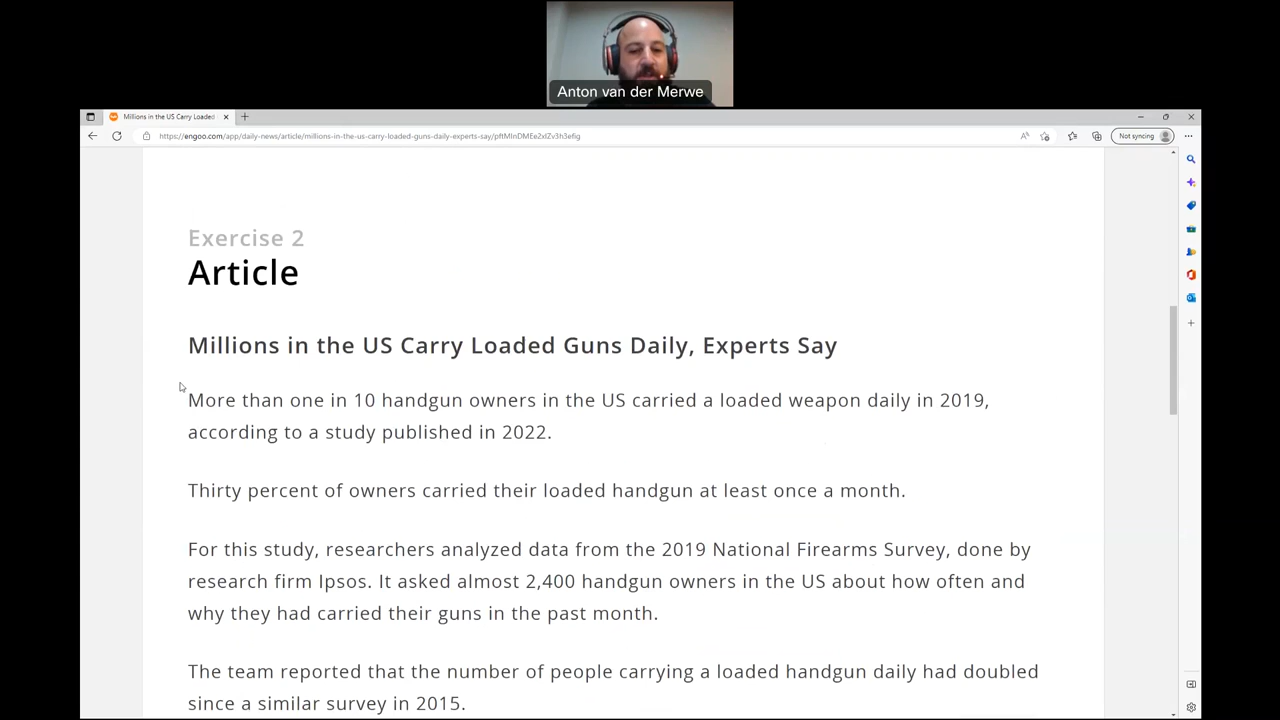 Anton van der Merwe
Millions in the US Carry Loaded
https://engoo.com/app/daily-news/article/millions-in-the-us-carry-loaded-guns-daily-experts-say/
Not syncing
Exercise 2
Article
Millions in the US Carry Loaded Guns Daily, Experts Say
More than one in 10 handgun owners in the US carried a loaded weapon daily in 2019,
according to a study published in 2022.
Thirty percent of owners carried their loaded handgun at least once a month.
For this study, researchers analyzed data from the 2019 National Firearms Survey, done by
research firm Ipsos. It asked almost 2,400 handgun owners in the US about how often and
why they had carried their guns in the past month.
The team reported that the number of people carrying a loaded handgun daily had doubled
since a similar survey in 2015.